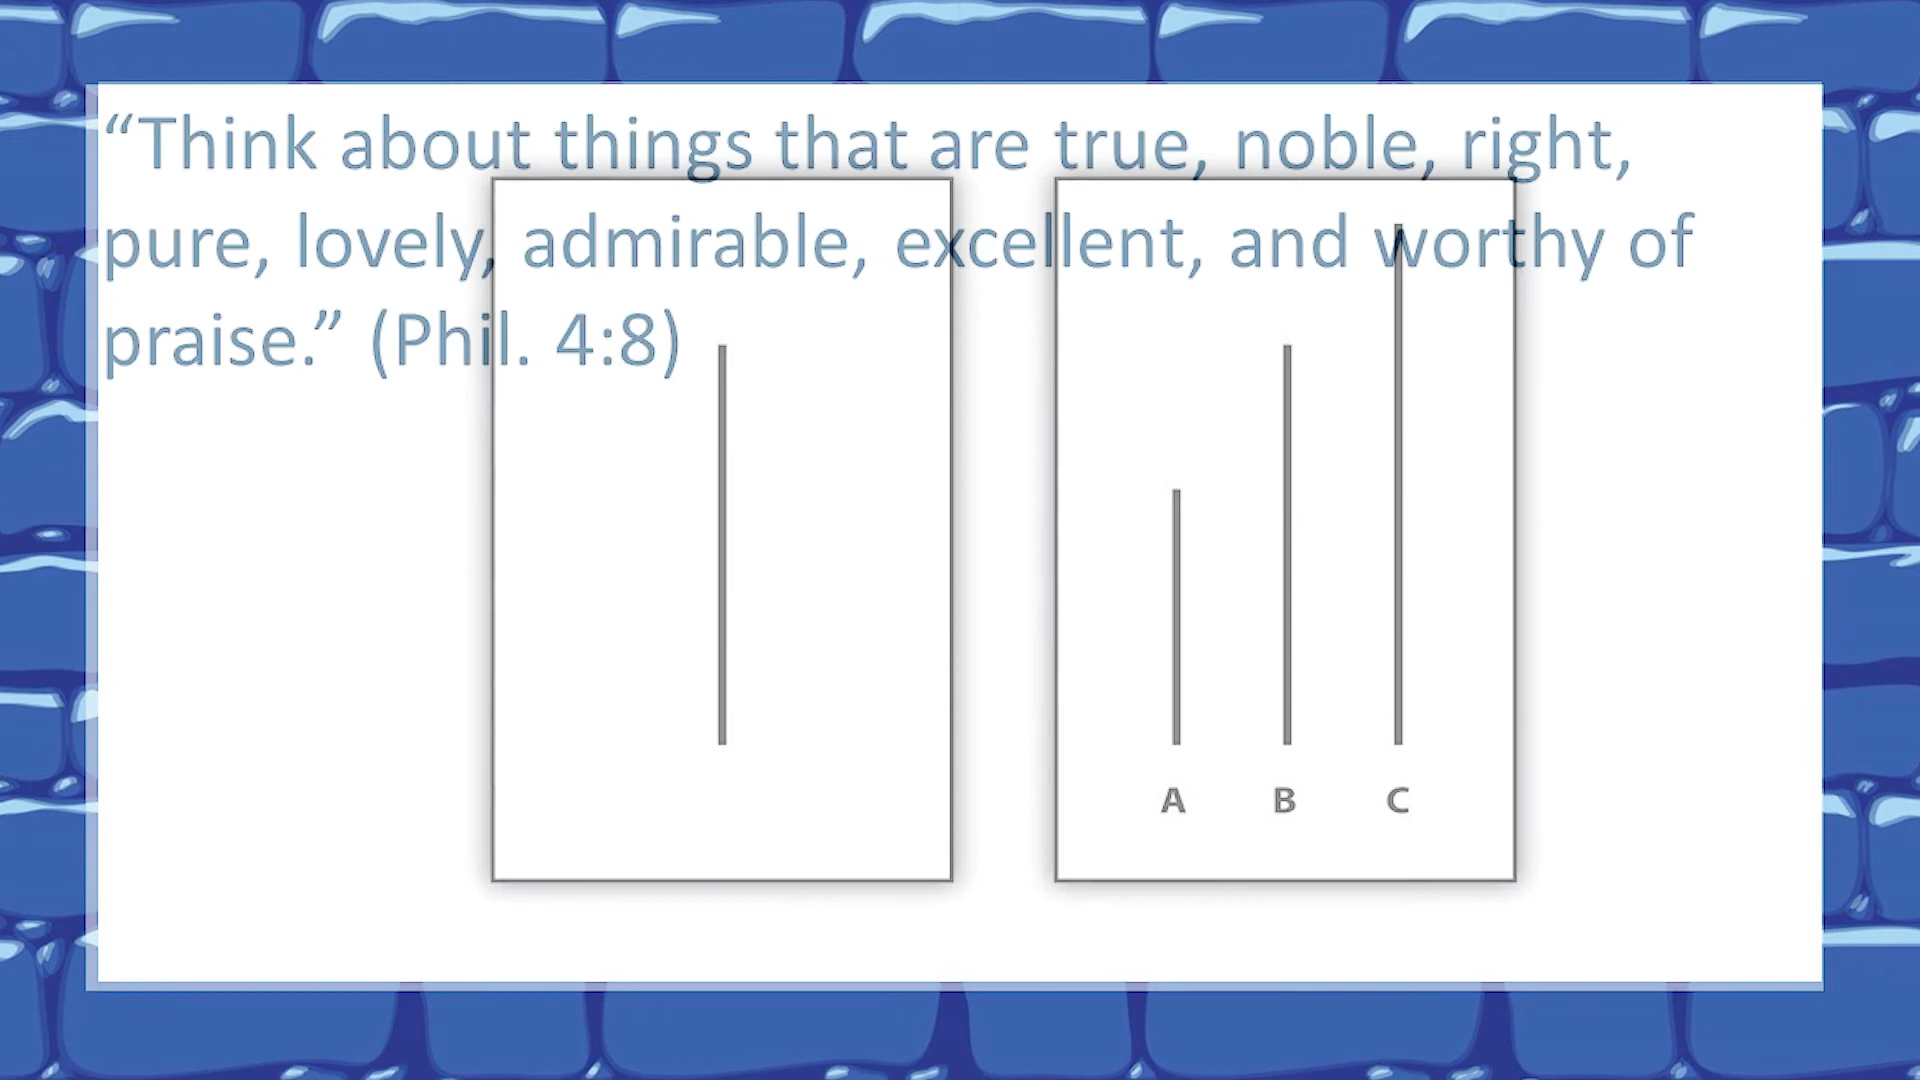 “Think about things that are true, noble, right,
pure, lovely, admirable, excellent, and worthy of
praise.” (Phil. 4:8)
A B C